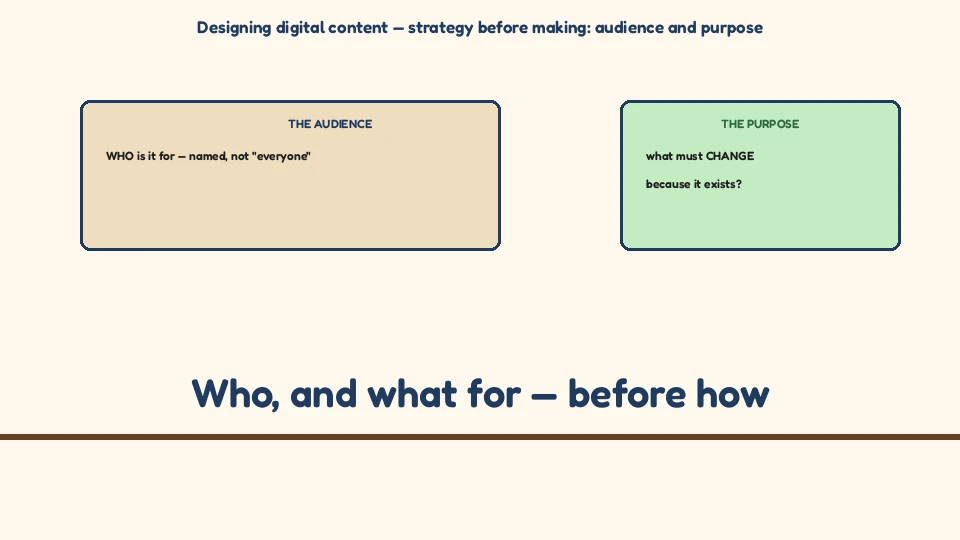 Designing digital content — strategy before making: audience and purpose
THE AUDIENCE
WHO is it for — named, not "everyone"
THE PURPOSE
what must CHANGE
because it exists?
Who, and what for — before how